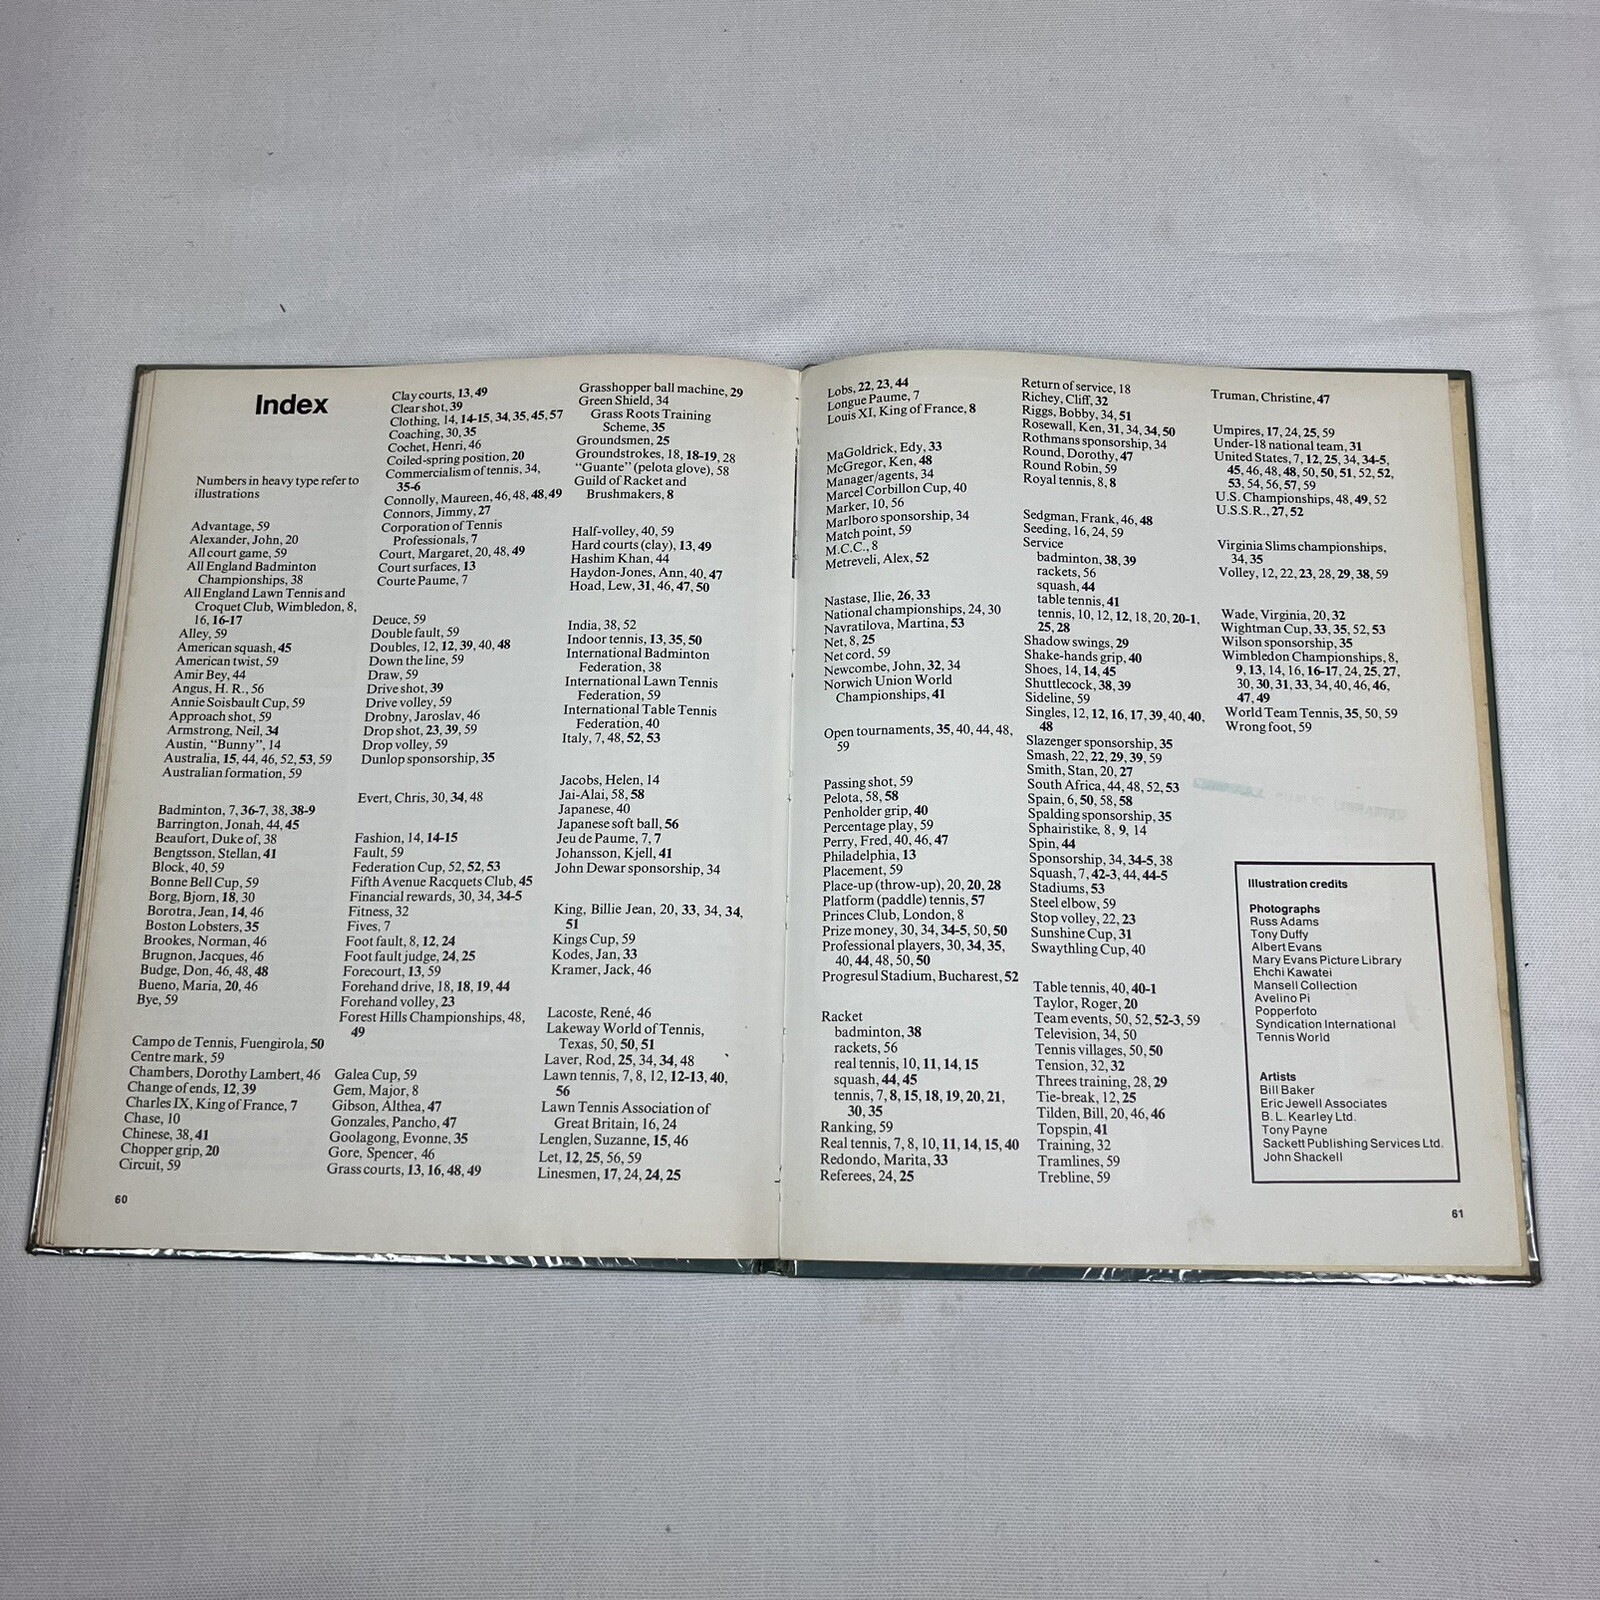 Index
Numbers in heavy type refer to
illustrations
Advantage, 59
Alexander, John, 20
All court game, 59
All England Badminton
Championships, 38
All England Lawn Tennis and
Croquet Club, Wimbledon, 8,
16, 16-17
Alley, 59
American squash, 45
American twist, 59
Amir Bey, 44
Angus, H. R., 56
Annie Soisbault Cup, 59
Approach shot, 59
Armstrong, Neil, 34
Austin, "Bunny", 14
Australia, 15, 44, 46, 52, 53, 59
Australian formation, 59
Badminton, 7, 36-7, 38, 38-9
Barrington, Jonah, 44, 45
Beaufort, Duke of, 38
Bengtsson, Stellan, 41
Block, 40, 59
Bonne Bell Cup, 59
Borg, Bjorn, 18, 30
Borotra, Jean, 14, 46
Boston Lobsters, 35
Brookes, Norman, 46
Brugnon, Jacques, 46
Budge, Don, 46, 48, 48
Bueno, Maria, 20, 46
Bye, 59
Campo de Tennis, Fuengirola, 50
Centre mark, 59
Chambers, Dorothy Lambert, 46
Change of ends, 12, 39
Charles IX, King of France, 7
Chase, 10
Chinese, 38, 41
Chopper grip, 20
Circuit, 59
Clay courts, 13, 49
Clear shot, 39
Clothing, 14, 14-15, 34, 35, 45, 57
Coaching, 30, 35
Cochet, Henri, 46
Coiled-spring position, 20
Commercialism of tennis, 34,
35-6
Connolly, Maureen, 46, 48, 48, 49
Connors, Jimmy, 27
Corporation of Tennis
Professionals, 7
Court, Margaret, 20, 48, 49
Court surfaces, 13
Courte Paume, 7
Deuce, 59
Double fault, 59
Doubles, 12, 12, 39, 40, 48
Down the line, 59
Draw, 59
Drive shot, 39
Drive volley, 59
Drobny, Jaroslav, 46
Drop shot, 23, 39, 59
Drop volley, 59
Dunlop sponsorship, 35
Evert, Chris, 30, 34, 48
Fashion, 14, 14-15
Fault, 59
Federation Cup, 52, 52, 53
Fifth Avenue Racquets Club, 45
Financial rewards, 30, 34, 34-5
Fitness, 32
Fives, 7
Foot fault, 8, 12, 24
Foot fault judge, 24, 25
Forecourt, 13, 59
Forehand drive, 18, 18, 19, 44
Forehand volley, 23
Forest Hills Championships, 48,
49
Galea Cup, 59
Gem, Major, 8
Gibson, Althea, 47
Gonzales, Pancho, 47
Goolagong, Evonne, 35
Gore, Spencer, 46
Grass courts, 13, 16, 48, 49
Grasshopper ball machine, 29
Green Shield, 34
Grass Roots Training
Scheme, 35
Groundsmen, 25
Groundstrokes, 18, 18-19, 28
"Guante" (pelota glove), 58
Guild of Racket and
Brushmakers, 8
Half-volley, 40, 59
Hard courts (clay), 13, 49
Hashim Khan, 44
Haydon-Jones, Ann, 40, 47
Hoad, Lew, 31, 46, 47, 50
India, 38, 52
Indoor tennis, 13, 35, 50
International Badminton
Federation, 38
International Lawn Tennis
Federation, 59
International Table Tennis
Federation, 40
Italy, 7, 48, 52, 53
Jacobs, Helen, 14
Jai-Alai, 58, 58
Japanese, 40
Japanese soft ball, 56
Jeu de Paume, 7, 7
Johansson, Kjell, 41
John Dewar sponsorship, 34
King, Billie Jean, 20, 33, 34, 34,
51
Kings Cup, 59
Kodes, Jan, 33
Kramer, Jack, 46
Lacoste, René, 46
Lakeway World of Tennis,
Texas, 50, 50, 51
Laver, Rod, 25, 34, 34, 48
Lawn tennis, 7, 8, 12, 12-13, 40,
56
Lawn Tennis Association of
Great Britain, 16, 24
Lenglen, Suzanne, 15, 46
Let, 12, 25, 56, 59
Linesmen, 17, 24, 24, 25
60
Lobs, 22, 23, 44
Longue Paume, 7
Louis XI, King of France, 8
MaGoldrick, Edy, 33
McGregor, Ken, 48
Manager/agents, 34
Marcel Corbillon Cup, 40
Marker, 10, 56
Marlboro sponsorship, 34
Match point, 59
M.C.C., 8
Metreveli, Alex, 52
Nastase, Ilie, 26, 33
National championships, 24, 30
Navratilova, Martina, 53
Net, 8, 25
Net cord, 59
Newcombe, John, 32, 34
Norwich Union World
Championships, 41
Open tournaments, 35, 40, 44, 48,
59
Passing shot, 59
Pelota, 58, 58
Penholder grip, 40
Percentage play, 59
Perry, Fred, 40, 46, 47
Philadelphia, 13
Placement, 59
Place-up (throw-up), 20, 20, 28
Platform (paddle) tennis, 57
Princes Club, London, 8
Prize money, 30, 34, 34-5, 50, 50
Professional players, 30, 34, 35,
40, 44, 48, 50, 50
Progresul Stadium, Bucharest, 52
Racket
badminton, 38
rackets, 56
real tennis, 10, 11, 14, 15
squash, 44, 45
tennis, 7, 8, 15, 18, 19, 20, 21,
30, 35
Ranking, 59
Real tennis, 7, 8, 10, 11, 14, 15, 40
Redondo, Marita, 33
Referees, 24, 25
Return of service, 18
Richey, Cliff, 32
Riggs, Bobby, 34, 51
Rosewall, Ken, 31, 34, 34, 50
Rothmans sponsorship, 34
Round, Dorothy, 47
Round Robin, 59
Royal tennis, 8, 8
Sedgman, Frank, 46, 48
Seeding, 16, 24, 59
Service
badminton, 38, 39
rackets, 56
squash, 44
table tennis, 41
tennis, 10, 12, 12, 18, 20, 20-1,
25, 28
Shadow swings, 29
Shake-hands grip, 40
Shoes, 14, 14, 45
Shuttlecock, 38, 39
Sideline, 59
Singles, 12, 12, 16, 17, 39, 40, 40,
48
Slazenger sponsorship, 35
Smash, 22, 22, 29, 39, 59
Smith, Stan, 20, 27
South Africa, 44, 48, 52, 53
Spain, 6, 50, 58, 58
Spalding sponsorship, 35
Sphairistike, 8, 9, 14
Spin, 44
Sponsorship, 34, 34-5, 38
Squash, 7, 42-3, 44, 44-5
Stadiums, 53
Steel elbow, 59
Stop volley, 22, 23
Sunshine Cup, 31
Swaythling Cup, 40
Table tennis, 40, 40-1
Taylor, Roger, 20
Team events, 50, 52, 52-3, 59
Television, 34, 50
Tennis villages, 50, 50
Tension, 32, 32
Threes training, 28, 29
Tie-break, 12, 25
Tilden, Bill, 20, 46, 46
Topspin, 41
Training, 32
Tramlines, 59
Trebline, 59
Truman, Christine, 47
Umpires, 17, 24, 25, 59
Under-18 national team, 31
United States, 7, 12, 25, 34, 34-5,
45, 46, 48, 48, 50, 50, 51, 52, 52,
53, 54, 56, 57, 59
U.S. Championships, 48, 49, 52
U.S.S.R., 27, 52
Virginia Slims championships,
34, 35
Volley, 12, 22, 23, 28, 29, 38, 59
Wade, Virginia, 20, 32
Wightman Cup, 33, 35, 52, 53
Wilson sponsorship, 35
Wimbledon Championships, 8,
9, 13, 14, 16, 16-17, 24, 25, 27,
30, 30, 31, 33, 34, 40, 46, 46,
47, 49
World Team Tennis, 35, 50, 59
Wrong foot, 59
Illustration credits
Photographs
Russ Adams
Tony Duffy
Albert Evans
Mary Evans Picture Library
Ehchi Kawatei
Mansell Collection
Avelino Pi
Popperfoto
Syndication International
Tennis World
Artists
Bill Baker
Eric Jewell Associates
B. L. Kearley Ltd.
Tony Payne
Sackett Publishing Services Ltd.
John Shackell
61